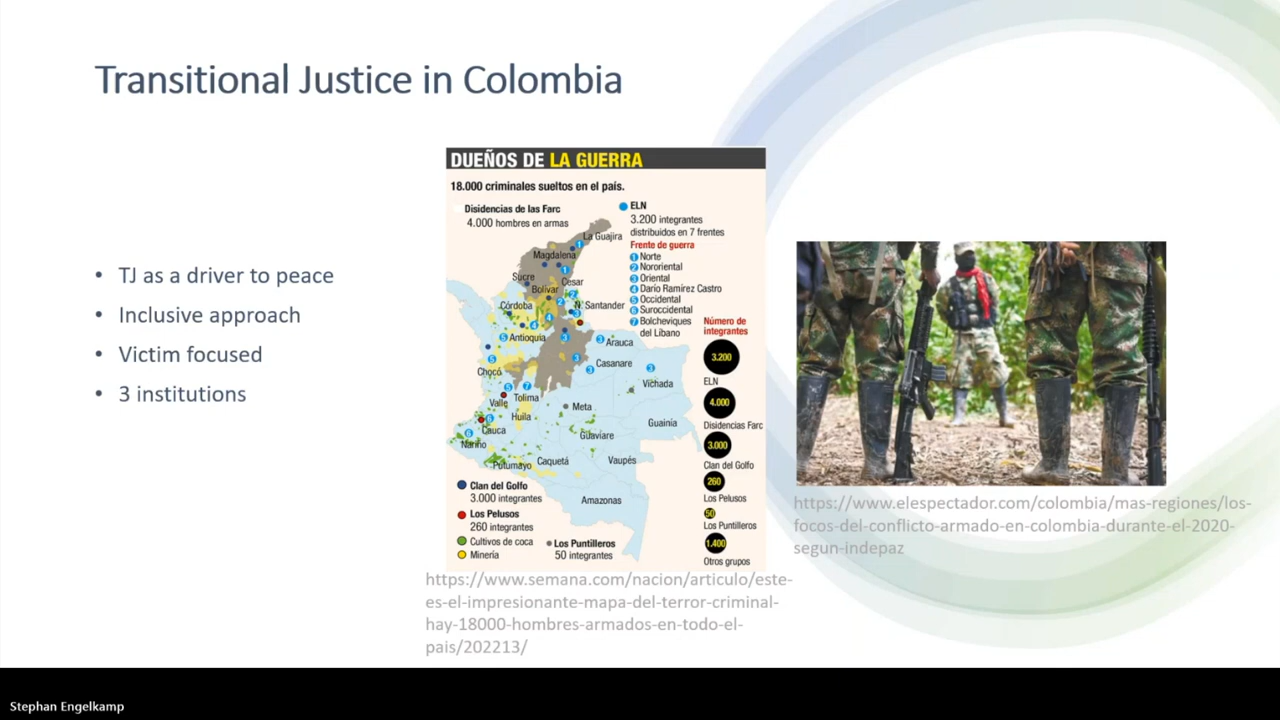 Transitional Justice in Colombia
• TJ as a driver to peace
• Inclusive approach
• Victim focused
• 3 institutions
DUEÑOS DE LA GUERRA
18.000 criminales sueltos en el país.
Disidencias de las Farc
4.000 hombres en armas
ELN
3.200 integrantes
distribuidos en 7 frentes
Frente de guerra
1 Norte
2 Nororiental
3 Oriental
4 Darío Ramírez Castro
5 Occidental
6 Suroccidental
7 Bolcheviques
del Líbano
La Guajira
Magdalena
Sucre
Cesar
Bolívar
Córdoba
N. Santander
Antioquia
Arauca
Chocó
Casanare
Vichada
Valle
Tolima
Meta
Huila
Guainía
Cauca
Guaviare
Nariño
Putumayo
Caquetá
Vaupés
Amazonas
Número de
integrantes
3.200
ELN
4.000
Disidencias Farc
3.000
Clan del Golfo
260
Los Pelusos
50
Los Puntilleros
1.400
Otros grupos
Clan del Golfo
3.000 integrantes
Los Pelusos
260 integrantes
Cultivos de coca
Minería
Los Puntilleros
50 integrantes
https://www.semana.com/nacion/articulo/este-
es-el-impresionante-mapa-del-terror-criminal-
hay-18000-hombres-armados-en-todo-el-
pais/202213/
https://www.elespectador.com/colombia/mas-regiones/los-
focos-del-conflicto-armado-en-colombia-durante-el-2020-
segun-indepaz
Stephan Engelkamp